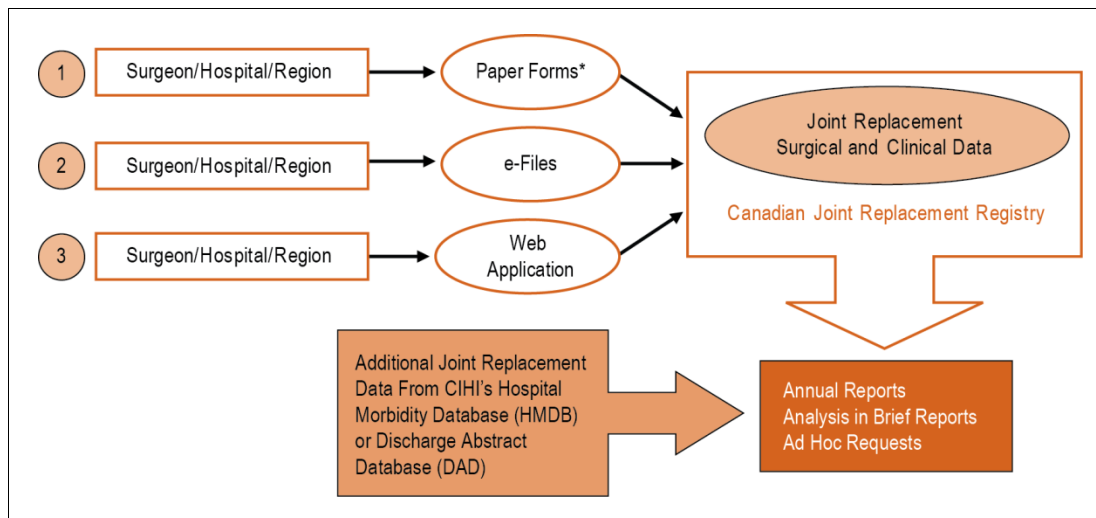 1
Surgeon/Hospital/Region
Paper Forms*
2
Surgeon/Hospital/Region
e-Files
3
Surgeon/Hospital/Region
Web
Application
Joint Replacement
Surgical and Clinical Data
Canadian Joint Replacement Registry
Additional Joint Replacement
Data From CIHI's Hospital
Morbidity Database (HMDB)
or Discharge Abstract
Database (DAD)
Annual Reports
Analysis in Brief Reports
Ad Hoc Requests